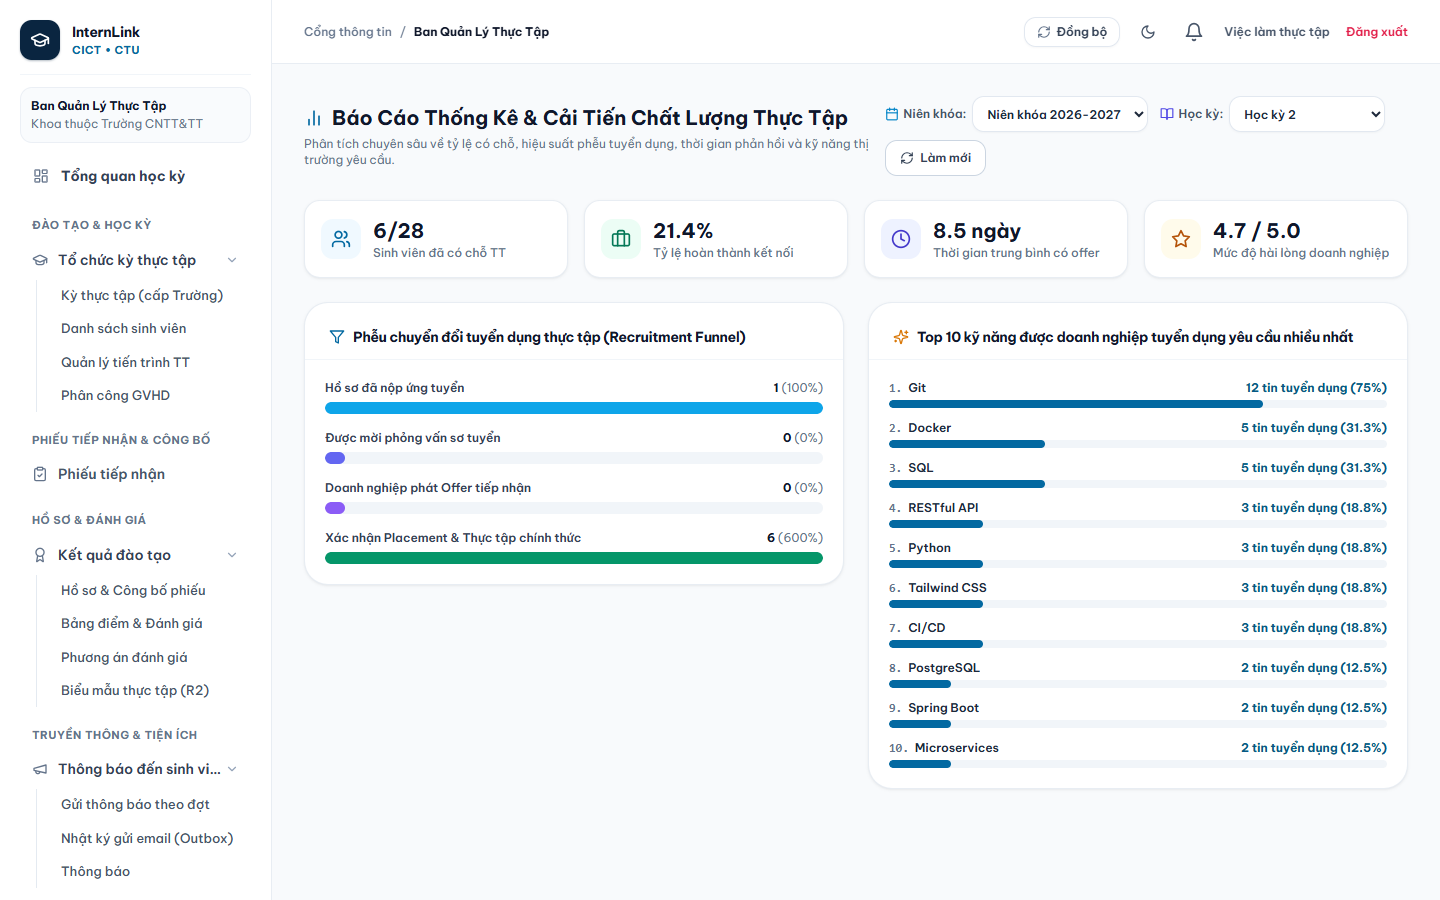 InternLink
CICT • CTU
Ban Quản Lý Thực Tập
Khoa thuộc Trường CNTT&TT
Tổng quan học kỳ
ĐÀO TẠO & HỌC KỲ
Tổ chức kỳ thực tập
Kỳ thực tập (cấp Trường)
Danh sách sinh viên
Quản lý tiến trình TT
Phân công GVHD
PHIẾU TIẾP NHẬN & CÔNG BỐ
Phiếu tiếp nhận
HỒ SƠ & ĐÁNH GIÁ
Kết quả đào tạo
Hồ sơ & Công bố phiếu
Bảng điểm & Đánh giá
Phương án đánh giá
Biểu mẫu thực tập (R2)
TRUYỀN THÔNG & TIỆN ÍCH
Thông báo đến sinh vi...
Gửi thông báo theo đợt
Nhật ký gửi email (Outbox)
Thông báo
Cổng thông tin / Ban Quản Lý Thực Tập
Đồng bộ
Việc làm thực tập
Đăng xuất
Báo Cáo Thống Kê & Cải Tiến Chất Lượng Thực Tập
Phân tích chuyên sâu về tỷ lệ có chỗ, hiệu suất phễu tuyển dụng, thời gian phản hồi và kỹ năng thị
trường yêu cầu.
Niên khóa: Niên khóa 2026-2027
Học kỳ: Học kỳ 2
Làm mới
6/28
Sinh viên đã có chỗ TT
21.4%
Tỷ lệ hoàn thành kết nối
8.5 ngày
Thời gian trung bình có offer
4.7 / 5.0
Mức độ hài lòng doanh nghiệp
Phễu chuyển đổi tuyển dụng thực tập (Recruitment Funnel)
Hồ sơ đã nộp ứng tuyển 1 (100%)
Được mời phỏng vấn sơ tuyển 0 (0%)
Doanh nghiệp phát Offer tiếp nhận 0 (0%)
Xác nhận Placement & Thực tập chính thức 6 (600%)
Top 10 kỹ năng được doanh nghiệp tuyển dụng yêu cầu nhiều nhất
1. Git 12 tin tuyển dụng (75%)
2. Docker 5 tin tuyển dụng (31.3%)
3. SQL 5 tin tuyển dụng (31.3%)
4. RESTful API 3 tin tuyển dụng (18.8%)
5. Python 3 tin tuyển dụng (18.8%)
6. Tailwind CSS 3 tin tuyển dụng (18.8%)
7. CI/CD 3 tin tuyển dụng (18.8%)
8. PostgreSQL 2 tin tuyển dụng (12.5%)
9. Spring Boot 2 tin tuyển dụng (12.5%)
10. Microservices 2 tin tuyển dụng (12.5%)